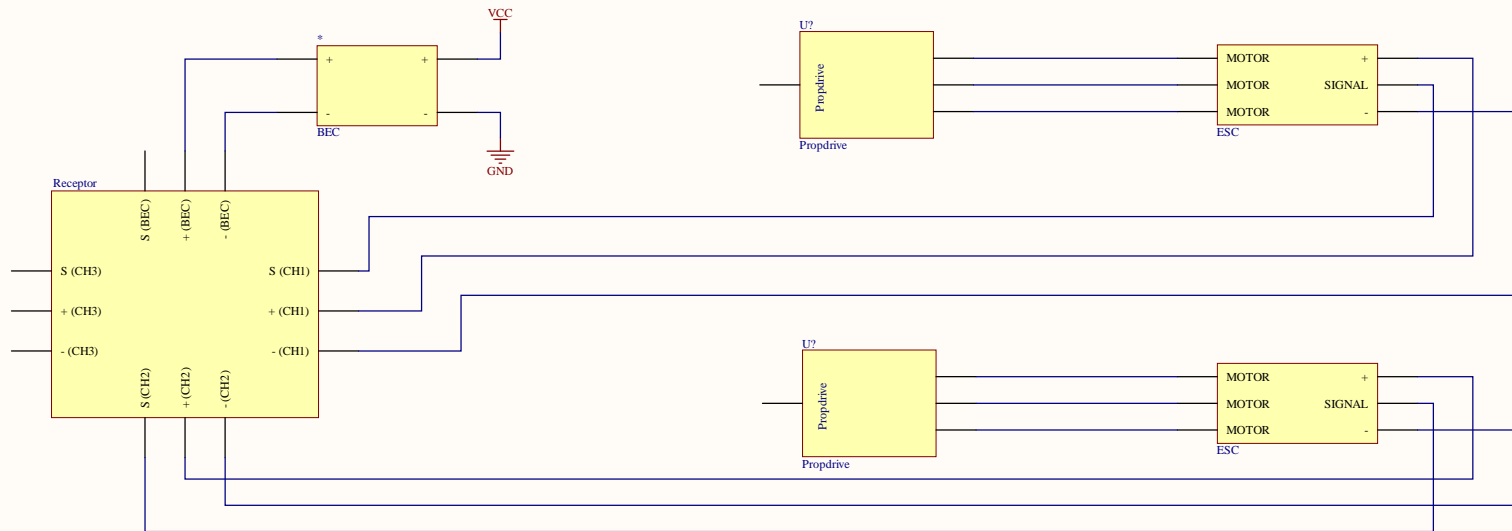 VCC
*
+
+
-
-
BEC
GND
U?
Propdrive
Propdrive
MOTOR
MOTOR
MOTOR
+
SIGNAL
-
ESC
Receptor
S (BEC)
+ (BEC)
- (BEC)
S (CH3)
+ (CH3)
- (CH3)
S (CH1)
+ (CH1)
- (CH1)
S (CH2)
+ (CH2)
- (CH2)
U?
Propdrive
Propdrive
MOTOR
MOTOR
MOTOR
+
SIGNAL
-
ESC